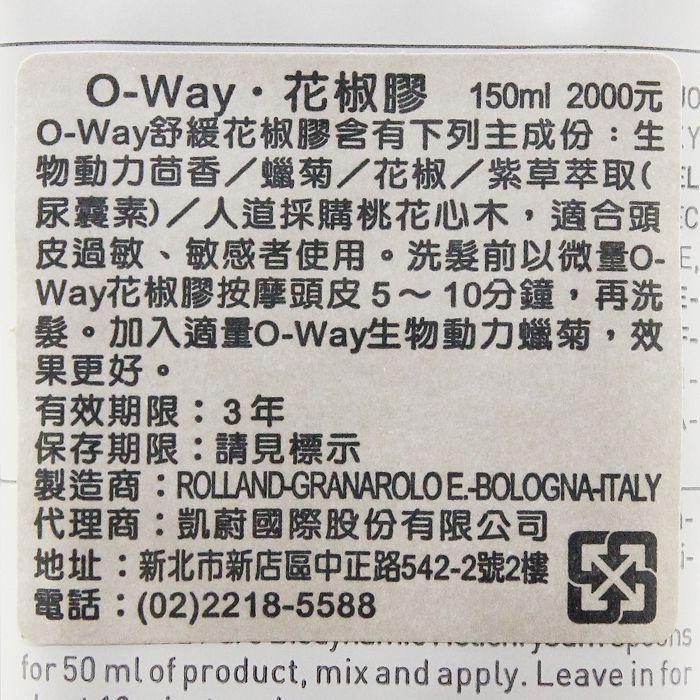 O-Way・花椒膠 150ml 2000元
O-Way舒緩花椒膠含有下列主成份：生
物動力茴香／蠟菊／花椒／紫草萃取(
尿囊素)／人道採購桃花心木，適合頭
皮過敏、敏感者使用。洗髮前以微量O-
Way花椒膠按摩頭皮5～10分鐘，再洗
髮。加入適量O-Way生物動力蠟菊，效
果更好。
有效期限：3年
保存期限：請見標示
製造商：ROLLAND-GRANAROLO E.-BOLOGNA-ITALY
代理商：凱蔚國際股份有限公司
地址：新北市新店區中正路542-2號2樓
電話：(02)2218-5588
for 50 ml of product, mix and apply. Leave in for